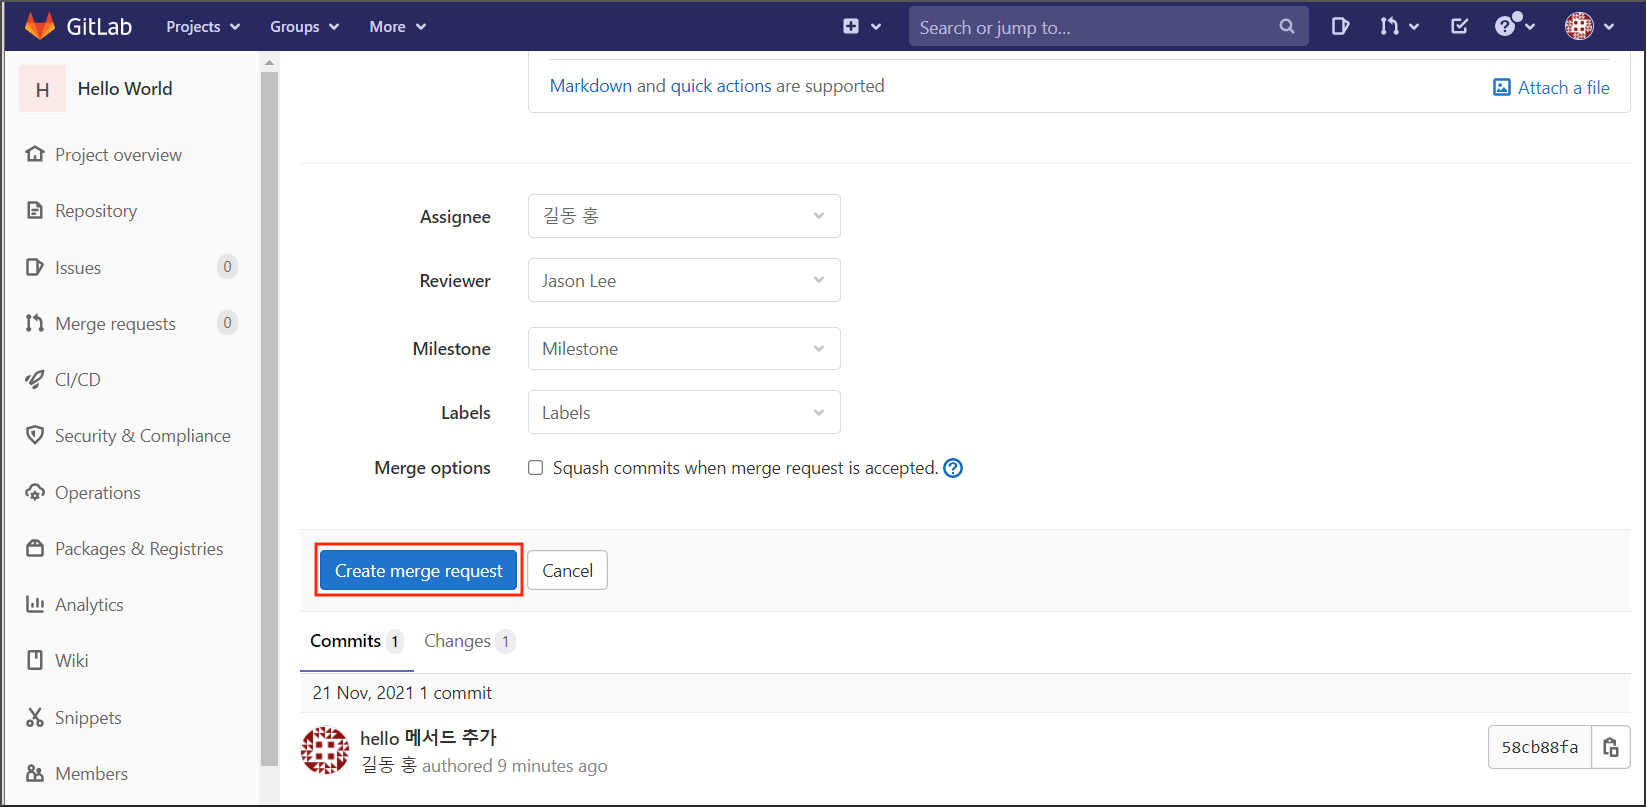 GitLab Projects Groups More Search or jump to...
H Hello World
Project overview
Repository
Issues 0
Merge requests 0
CI/CD
Security & Compliance
Operations
Packages & Registries
Analytics
Wiki
Snippets
Members
Markdown and quick actions are supported Attach a file
Assignee 길동 홍
Reviewer Jason Lee
Milestone Milestone
Labels Labels
Merge options Squash commits when merge request is accepted.
Create merge request Cancel
Commits 1 Changes 1
21 Nov, 2021 1 commit
hello 메서드 추가
길동 홍 authored 9 minutes ago
58cb88fa